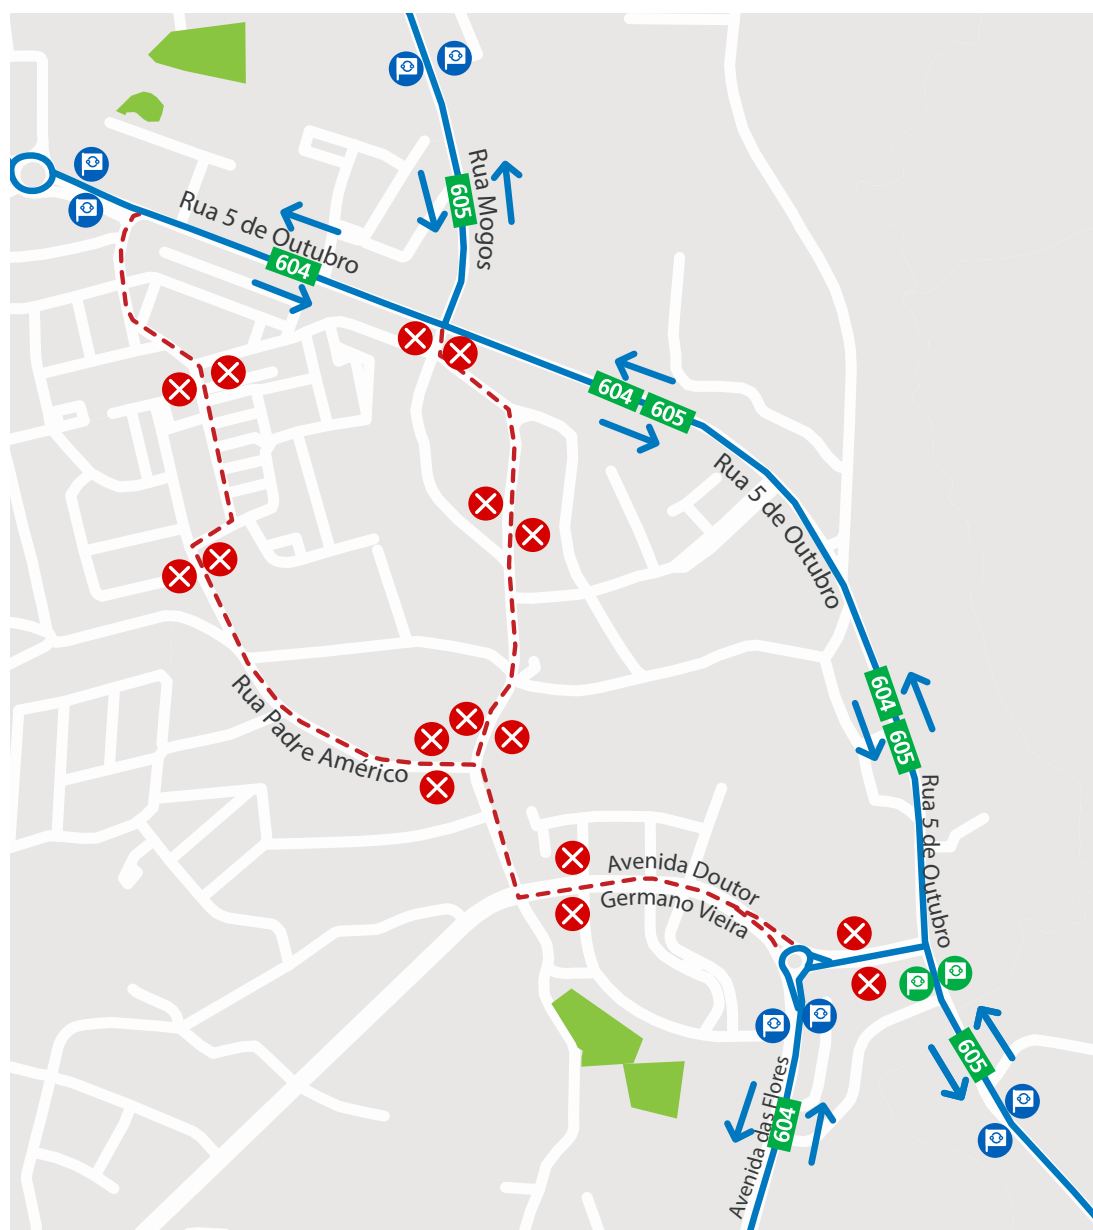 Rua Mogos
605
Rua 5 de Outubro
604
604
605
Rua 5 de Outubro
604
605
Rua Padre Américo
Rua 5 de Outubro
Avenida Doutor
Germano Vieira
605
Avenida das Flores
604